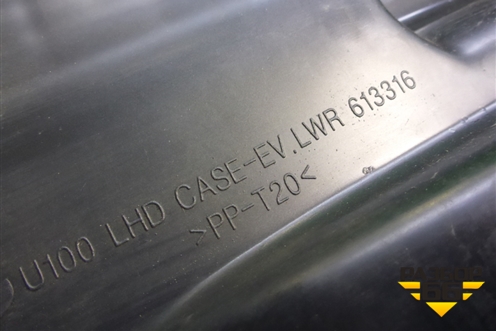 U100 LHD CASE-EV.LWR 613316
>PP-T20<